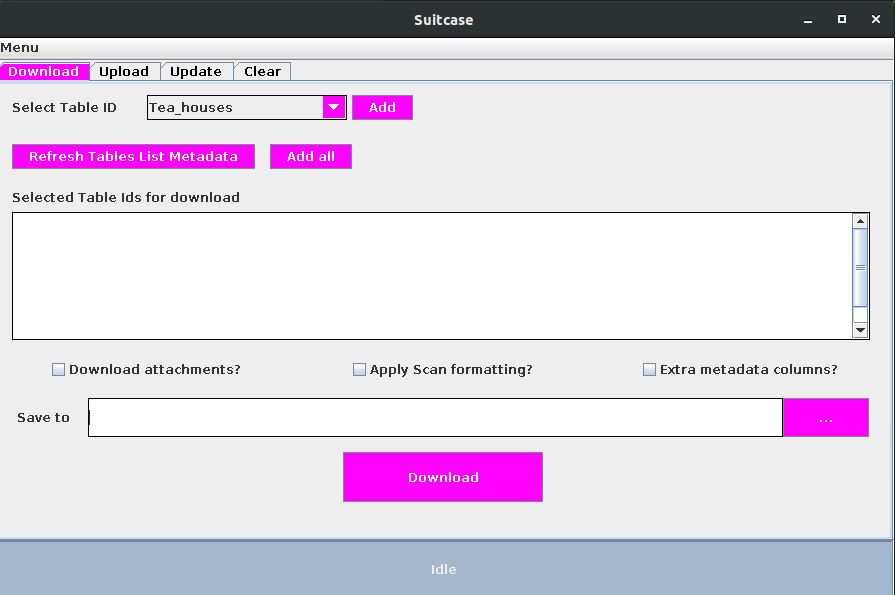 Suitcase
Menu
Download Upload Update Clear
Select Table ID Tea_houses Add
Refresh Tables List Metadata Add all
Selected Table Ids for download
Download attachments? Apply Scan formatting? Extra metadata columns?
Save to ...
Download
Idle